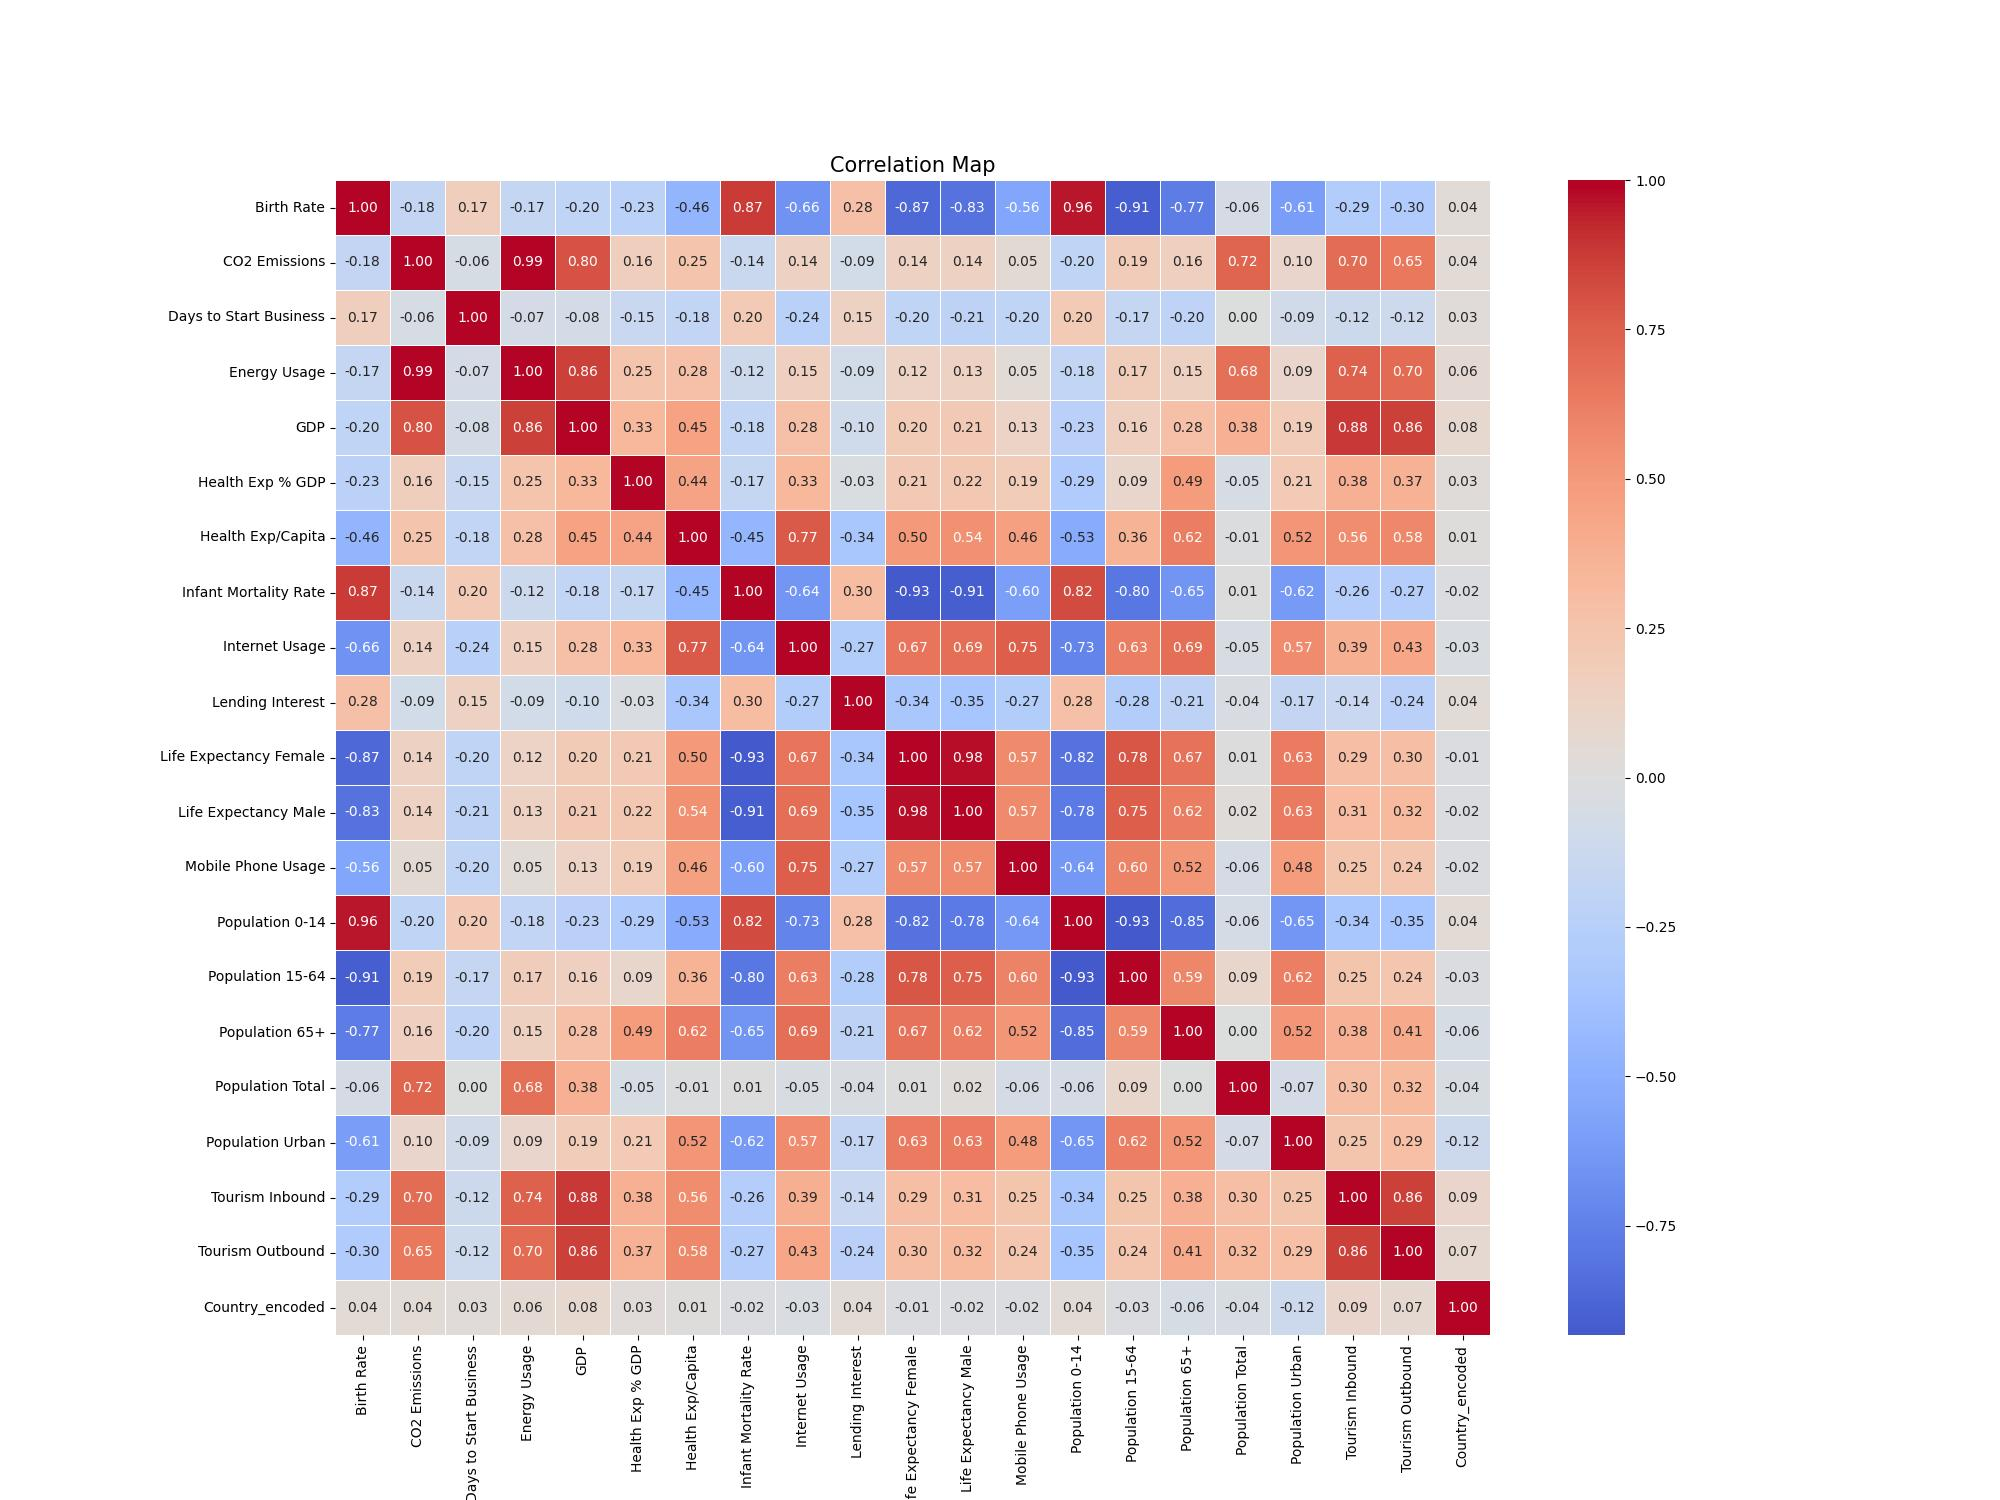 Correlation Map
Birth Rate 1.00 -0.18 0.17 -0.17 -0.20 -0.23 -0.46 0.87 -0.66 0.28 -0.87 -0.83 -0.56 0.96 -0.91 -0.77 -0.06 -0.61 -0.29 -0.30 0.04
CO2 Emissions -0.18 1.00 -0.06 0.99 0.80 0.16 0.25 -0.14 0.14 -0.09 0.14 0.14 0.05 -0.20 0.19 0.16 0.72 0.10 0.70 0.65 0.04
Days to Start Business 0.17 -0.06 1.00 -0.07 -0.08 -0.15 -0.18 0.20 -0.24 0.15 -0.20 -0.21 -0.20 0.20 -0.17 -0.20 0.00 -0.09 -0.12 -0.12 0.03
Energy Usage -0.17 0.99 -0.07 1.00 0.86 0.25 0.28 -0.12 0.15 -0.09 0.12 0.13 0.05 -0.18 0.17 0.15 0.68 0.09 0.74 0.70 0.06
GDP -0.20 0.80 -0.08 0.86 1.00 0.33 0.45 -0.18 0.28 -0.10 0.20 0.21 0.13 -0.23 0.16 0.28 0.38 0.19 0.88 0.86 0.08
Health Exp % GDP -0.23 0.16 -0.15 0.25 0.33 1.00 0.44 -0.17 0.33 -0.03 0.21 0.22 0.19 -0.29 0.09 0.49 -0.05 0.21 0.38 0.37 0.03
Health Exp/Capita -0.46 0.25 -0.18 0.28 0.45 0.44 1.00 -0.45 0.77 -0.34 0.50 0.54 0.46 -0.53 0.36 0.62 -0.01 0.52 0.56 0.58 0.01
Infant Mortality Rate 0.87 -0.14 0.20 -0.12 -0.18 -0.17 -0.45 1.00 -0.64 0.30 -0.93 -0.91 -0.60 0.82 -0.80 -0.65 0.01 -0.62 -0.26 -0.27 -0.02
Internet Usage -0.66 0.14 -0.24 0.15 0.28 0.33 0.77 -0.64 1.00 -0.27 0.67 0.69 0.75 -0.73 0.63 0.69 -0.05 0.57 0.39 0.43 -0.03
Lending Interest 0.28 -0.09 0.15 -0.09 -0.10 -0.03 -0.34 0.30 -0.27 1.00 -0.34 -0.35 -0.27 0.28 -0.28 -0.21 -0.04 -0.17 -0.14 -0.24 0.04
Life Expectancy Female -0.87 0.14 -0.20 0.12 0.20 0.21 0.50 -0.93 0.67 -0.34 1.00 0.98 0.57 -0.82 0.78 0.67 0.01 0.63 0.29 0.30 -0.01
Life Expectancy Male -0.83 0.14 -0.21 0.13 0.21 0.22 0.54 -0.91 0.69 -0.35 0.98 1.00 0.57 -0.78 0.75 0.62 0.02 0.63 0.31 0.32 -0.02
Mobile Phone Usage -0.56 0.05 -0.20 0.05 0.13 0.19 0.46 -0.60 0.75 -0.27 0.57 0.57 1.00 -0.64 0.60 0.52 -0.06 0.48 0.25 0.24 -0.02
Population 0-14 0.96 -0.20 0.20 -0.18 -0.23 -0.29 -0.53 0.82 -0.73 0.28 -0.82 -0.78 -0.64 1.00 -0.93 -0.85 -0.06 -0.65 -0.34 -0.35 0.04
Population 15-64 -0.91 0.19 -0.17 0.17 0.16 0.09 0.36 -0.80 0.63 -0.28 0.78 0.75 0.60 -0.93 1.00 0.59 0.09 0.62 0.25 0.24 -0.03
Population 65+ -0.77 0.16 -0.20 0.15 0.28 0.49 0.62 -0.65 0.69 -0.21 0.67 0.62 0.52 -0.85 0.59 1.00 0.00 0.52 0.38 0.41 -0.06
Population Total -0.06 0.72 0.00 0.68 0.38 -0.05 -0.01 0.01 -0.05 -0.04 0.01 0.02 -0.06 -0.06 0.09 0.00 1.00 -0.07 0.30 0.32 -0.04
Population Urban -0.61 0.10 -0.09 0.09 0.19 0.21 0.52 -0.62 0.57 -0.17 0.63 0.63 0.48 -0.65 0.62 0.52 -0.07 1.00 0.25 0.29 -0.12
Tourism Inbound -0.29 0.70 -0.12 0.74 0.88 0.38 0.56 -0.26 0.39 -0.14 0.29 0.31 0.25 -0.34 0.25 0.38 0.30 0.25 1.00 0.86 0.09
Tourism Outbound -0.30 0.65 -0.12 0.70 0.86 0.37 0.58 -0.27 0.43 -0.24 0.30 0.32 0.24 -0.35 0.24 0.41 0.32 0.29 0.86 1.00 0.07
Country_encoded 0.04 0.04 0.03 0.06 0.08 0.03 0.01 -0.02 -0.03 0.04 -0.01 -0.02 -0.02 0.04 -0.03 -0.06 -0.04 -0.12 0.09 0.07 1.00
Birth Rate
CO2 Emissions
Days to Start Business
Energy Usage
GDP
Health Exp % GDP
Health Exp/Capita
Infant Mortality Rate
Internet Usage
Lending Interest
fe Expectancy Female
Life Expectancy Male
Mobile Phone Usage
Population 0-14
Population 15-64
Population 65+
Population Total
Population Urban
Tourism Inbound
Tourism Outbound
Country_encoded
1.00
0.75
0.50
0.25
0.00
−0.25
−0.50
−0.75